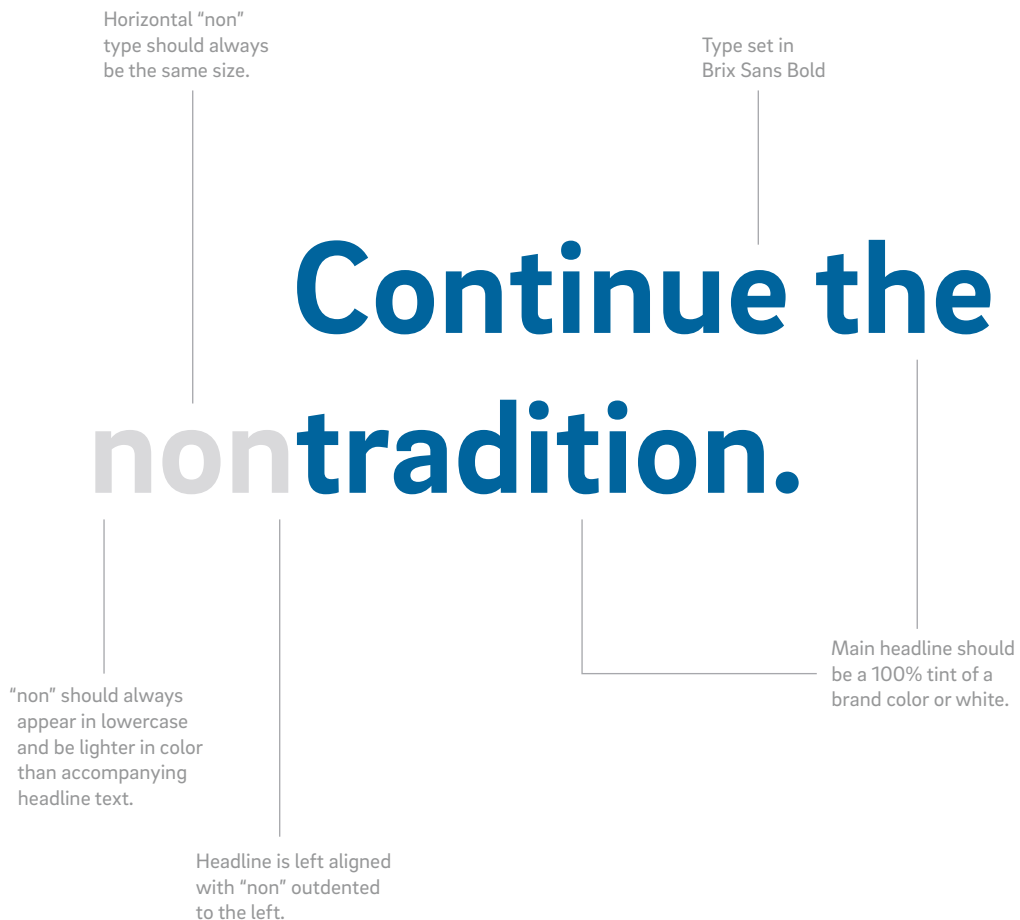 Horizontal “non”
type should always
be the same size.
Type set in
Brix Sans Bold
Continue the
nontradition.
Main headline should
be a 100% tint of a
brand color or white.
“non” should always
appear in lowercase
and be lighter in color
than accompanying
headline text.
Headline is left aligned
with “non” outdented
to the left.